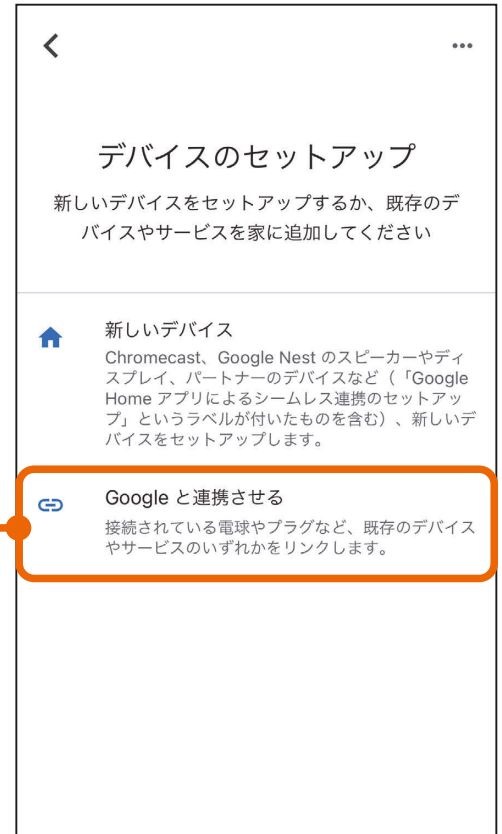 デバイスのセットアップ
新しいデバイスをセットアップするか、既存のデ
バイスやサービスを家に追加してください
新しいデバイス
Chromecast、Google Nest のスピーカーやディ
スプレイ、パートナーのデバイスなど（「Google
Home アプリによるシームレス連携のセットアッ
プ」というラベルが付いたものを含む）、新しいデ
バイスをセットアップします。
Google と連携させる
接続されている電球やプラグなど、既存のデバイス
やサービスのいずれかをリンクします。